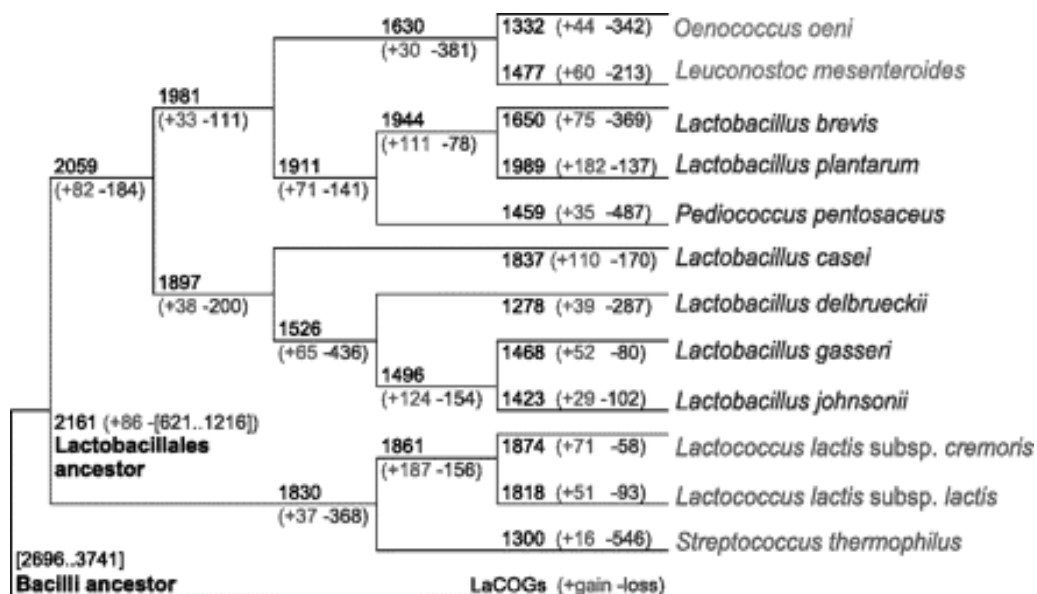 1630
(+30 -381)
1332 (+44 -342) Oenococcus oeni
1477 (+60 -213) Leuconostoc mesenteroides
1981
(+33 -111)
1944
(+111 -78)
1650 (+75 -369) Lactobacillus brevis
1989 (+182 -137) Lactobacillus plantarum
2059
(+82 -184)
1911
(+71 -141)
1459 (+35 -487) Pediococcus pentosaceus
1837 (+110 -170) Lactobacillus casei
1897
(+38 -200)
1278 (+39 -287) Lactobacillus delbrueckii
1526
(+65 -436)
1468 (+52 -80) Lactobacillus gasseri
1496
(+124 -154)
1423 (+29 -102) Lactobacillus johnsonii
2161 (+86 -[621..1216])
Lactobacillales
ancestor
1861
(+187 -156)
1874 (+71 -58) Lactococcus lactis subsp. cremoris
1818 (+51 -93) Lactococcus lactis subsp. lactis
1830
(+37 -368)
1300 (+16 -546) Streptococcus thermophilus
[2696..3741]
Bacilli ancestor
LaCOGs (+gain -loss)